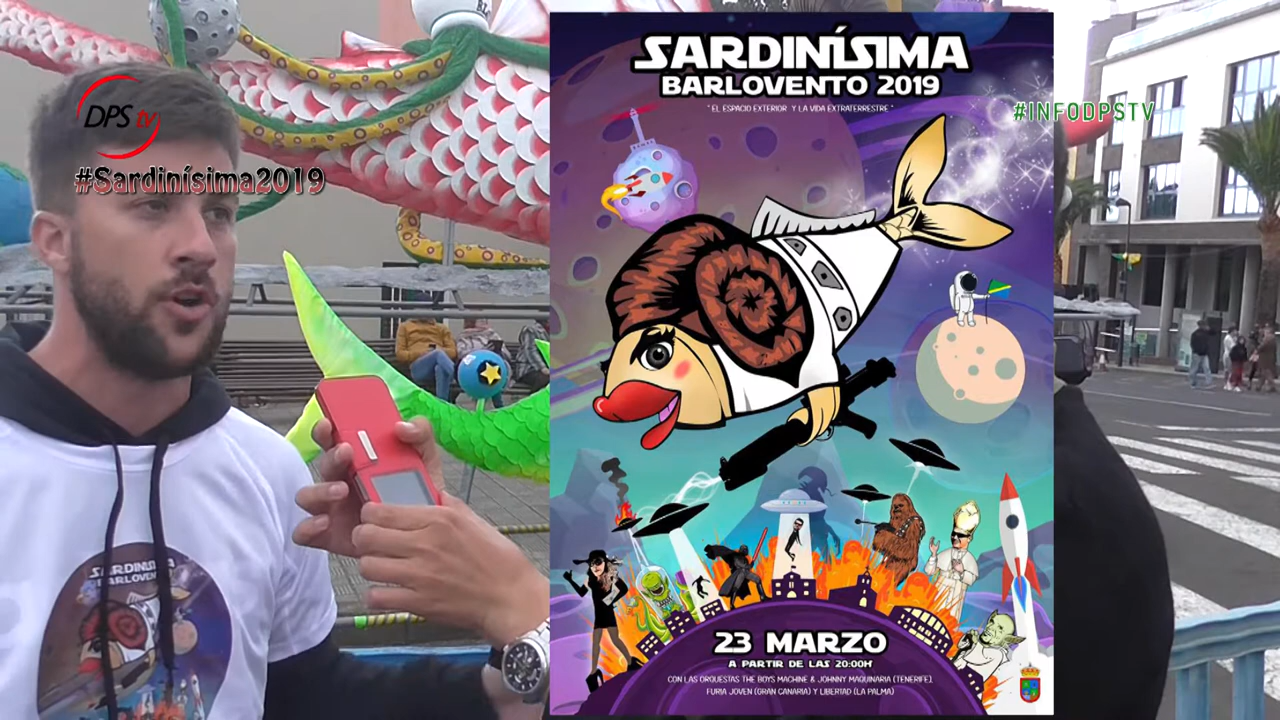 DPS tv
#Sardinísima2019
#INFODPSTV
SARDINÍSIMA
BARLOVENTO 2019
" EL ESPACIO EXTERIOR Y LA VIDA EXTRATERRESTRE "
23 MARZO
A PARTIR DE LAS 20:00H
CON LAS ORQUESTAS THE BOYS MACHINE & JOHNNY MAQUINARIA (TENERIFE),
FURIA JOVEN (GRAN CANARIA) Y LIBERTAD (LA PALMA)
SARDINÍSIMA